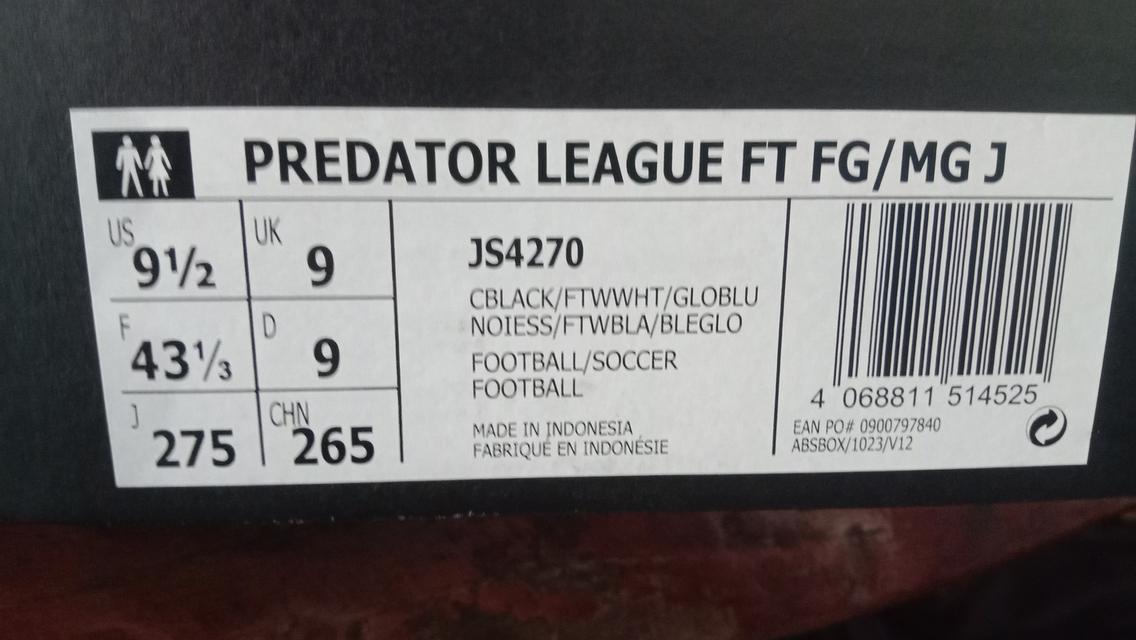 PREDATOR LEAGUE FT FG/MG J
US 9½ UK 9
F 43⅓ D 9
J 275 CHN 265
JS4270
CBLACK/FTWWHT/GLOBLU
NOIESS/FTWBLA/BLEGLO
FOOTBALL/SOCCER
FOOTBALL
MADE IN INDONESIA
FABRIQUÉ EN INDONÉSIE
4 068811 514525
EAN PO# 0900797840
ABSBOX/1023/V12